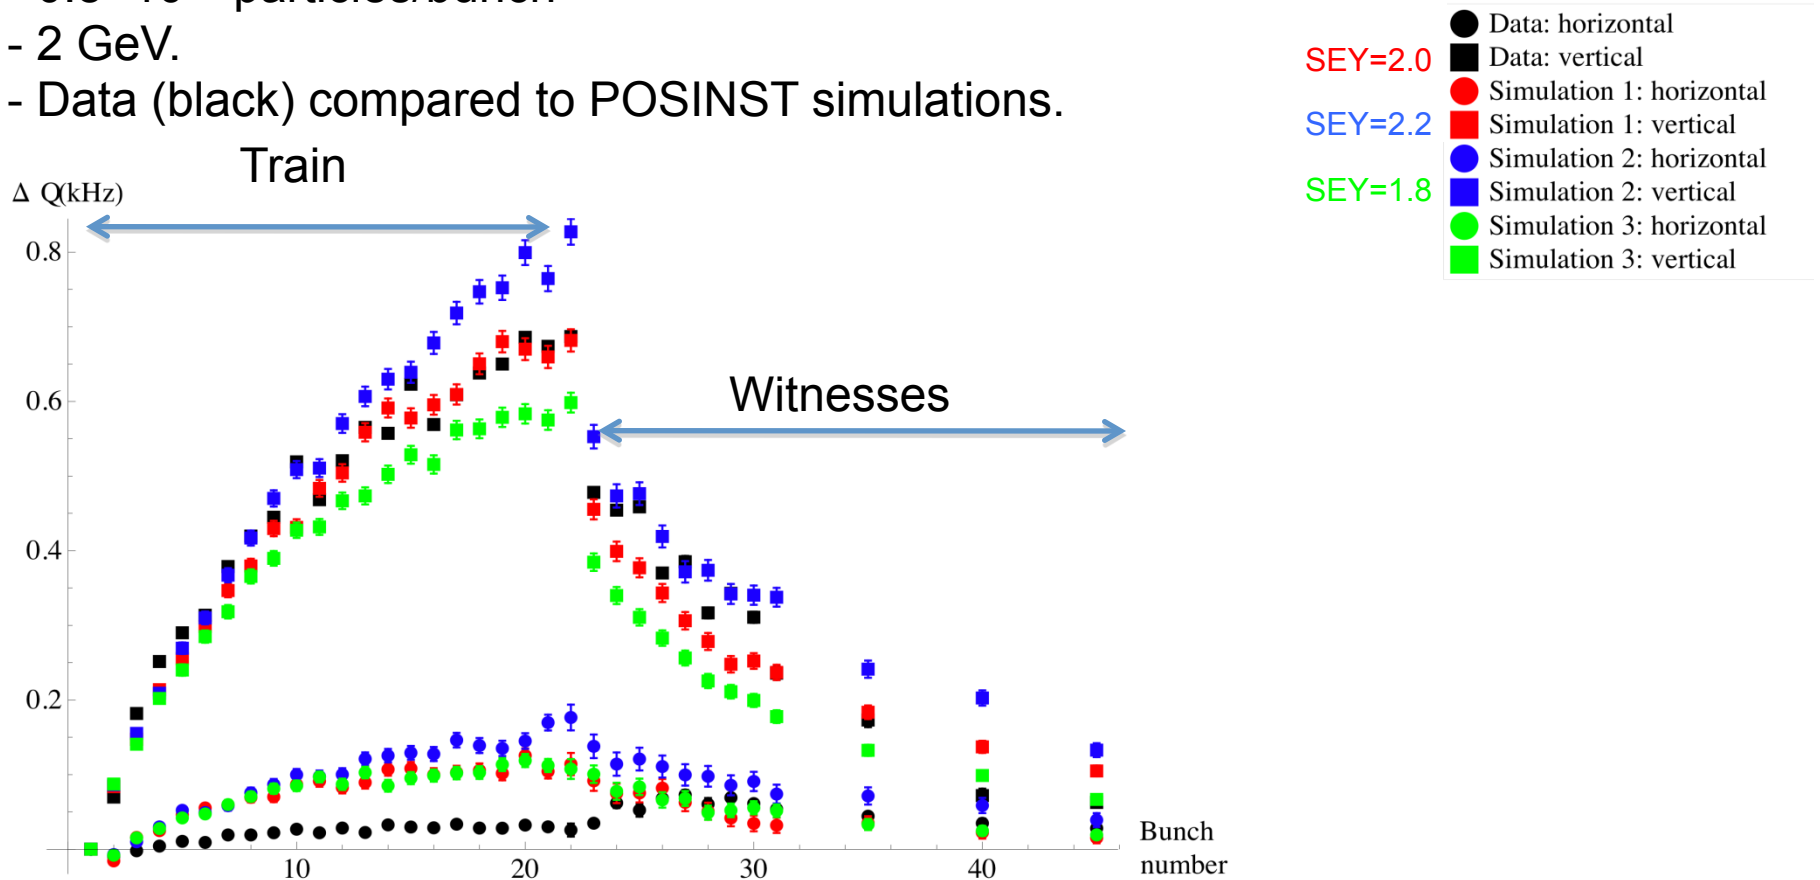 particles/bunch
- 2 GeV.
- Data (black) compared to POSINST simulations.
SEY=2.0
SEY=2.2
SEY=1.8
Data: horizontal
Data: vertical
Simulation 1: horizontal
Simulation 1: vertical
Simulation 2: horizontal
Simulation 2: vertical
Simulation 3: horizontal
Simulation 3: vertical
Train
Δ Q(kHz)
0.8
0.6
0.4
0.2
Witnesses
10
20
30
40
Bunch
number